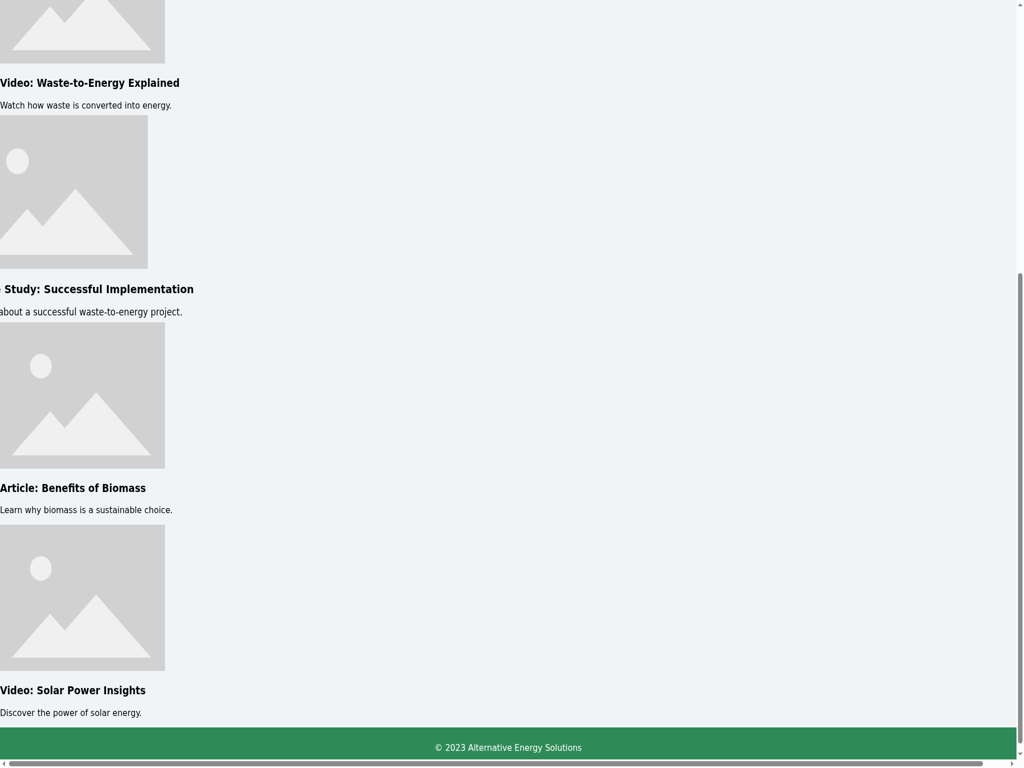 Video: Waste-to-Energy Explained
Watch how waste is converted into energy.
Study: Successful Implementation
about a successful waste-to-energy project.
Article: Benefits of Biomass
Learn why biomass is a sustainable choice.
Video: Solar Power Insights
Discover the power of solar energy.
© 2023 Alternative Energy Solutions